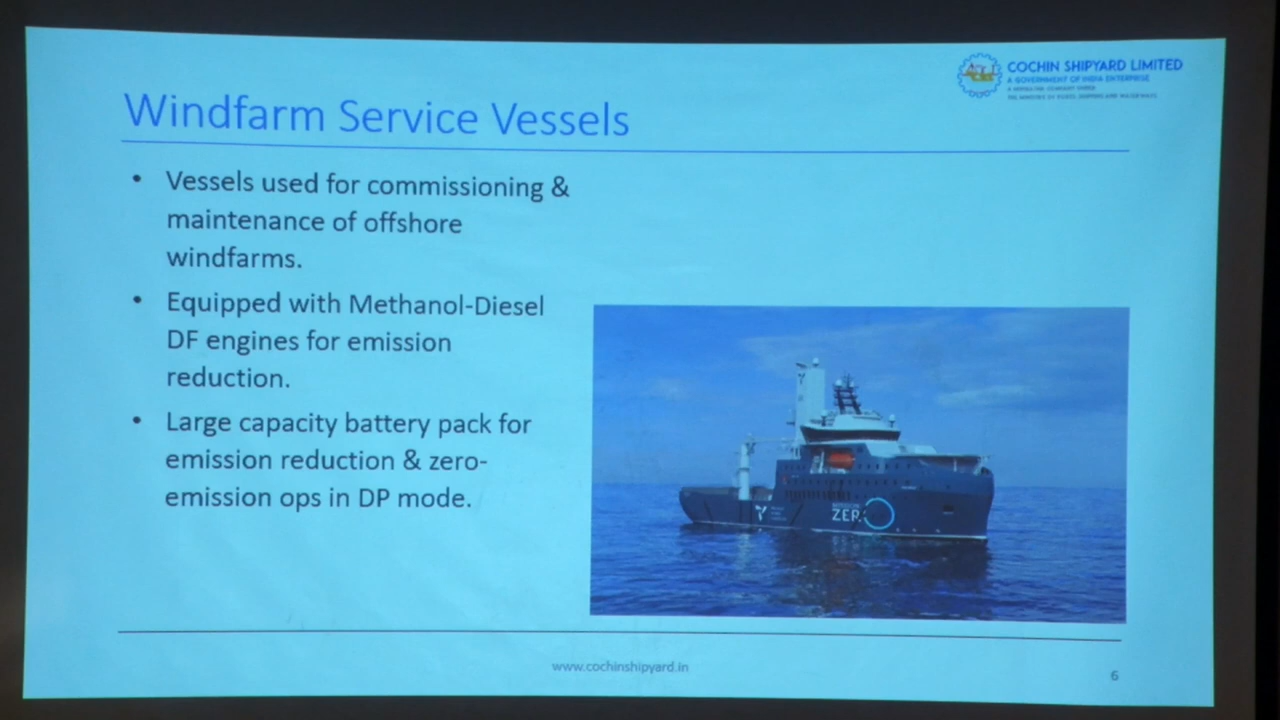 COCHIN SHIPYARD LIMITED
A GOVERNMENT OF INDIA ENTERPRISE
Windfarm Service Vessels
• Vessels used for commissioning &
maintenance of offshore
windfarms.
• Equipped with Methanol-Diesel
DF engines for emission
reduction.
• Large capacity battery pack for
emission reduction & zero-
emission ops in DP mode.
ZERO
www.cochinshipyard.in
6